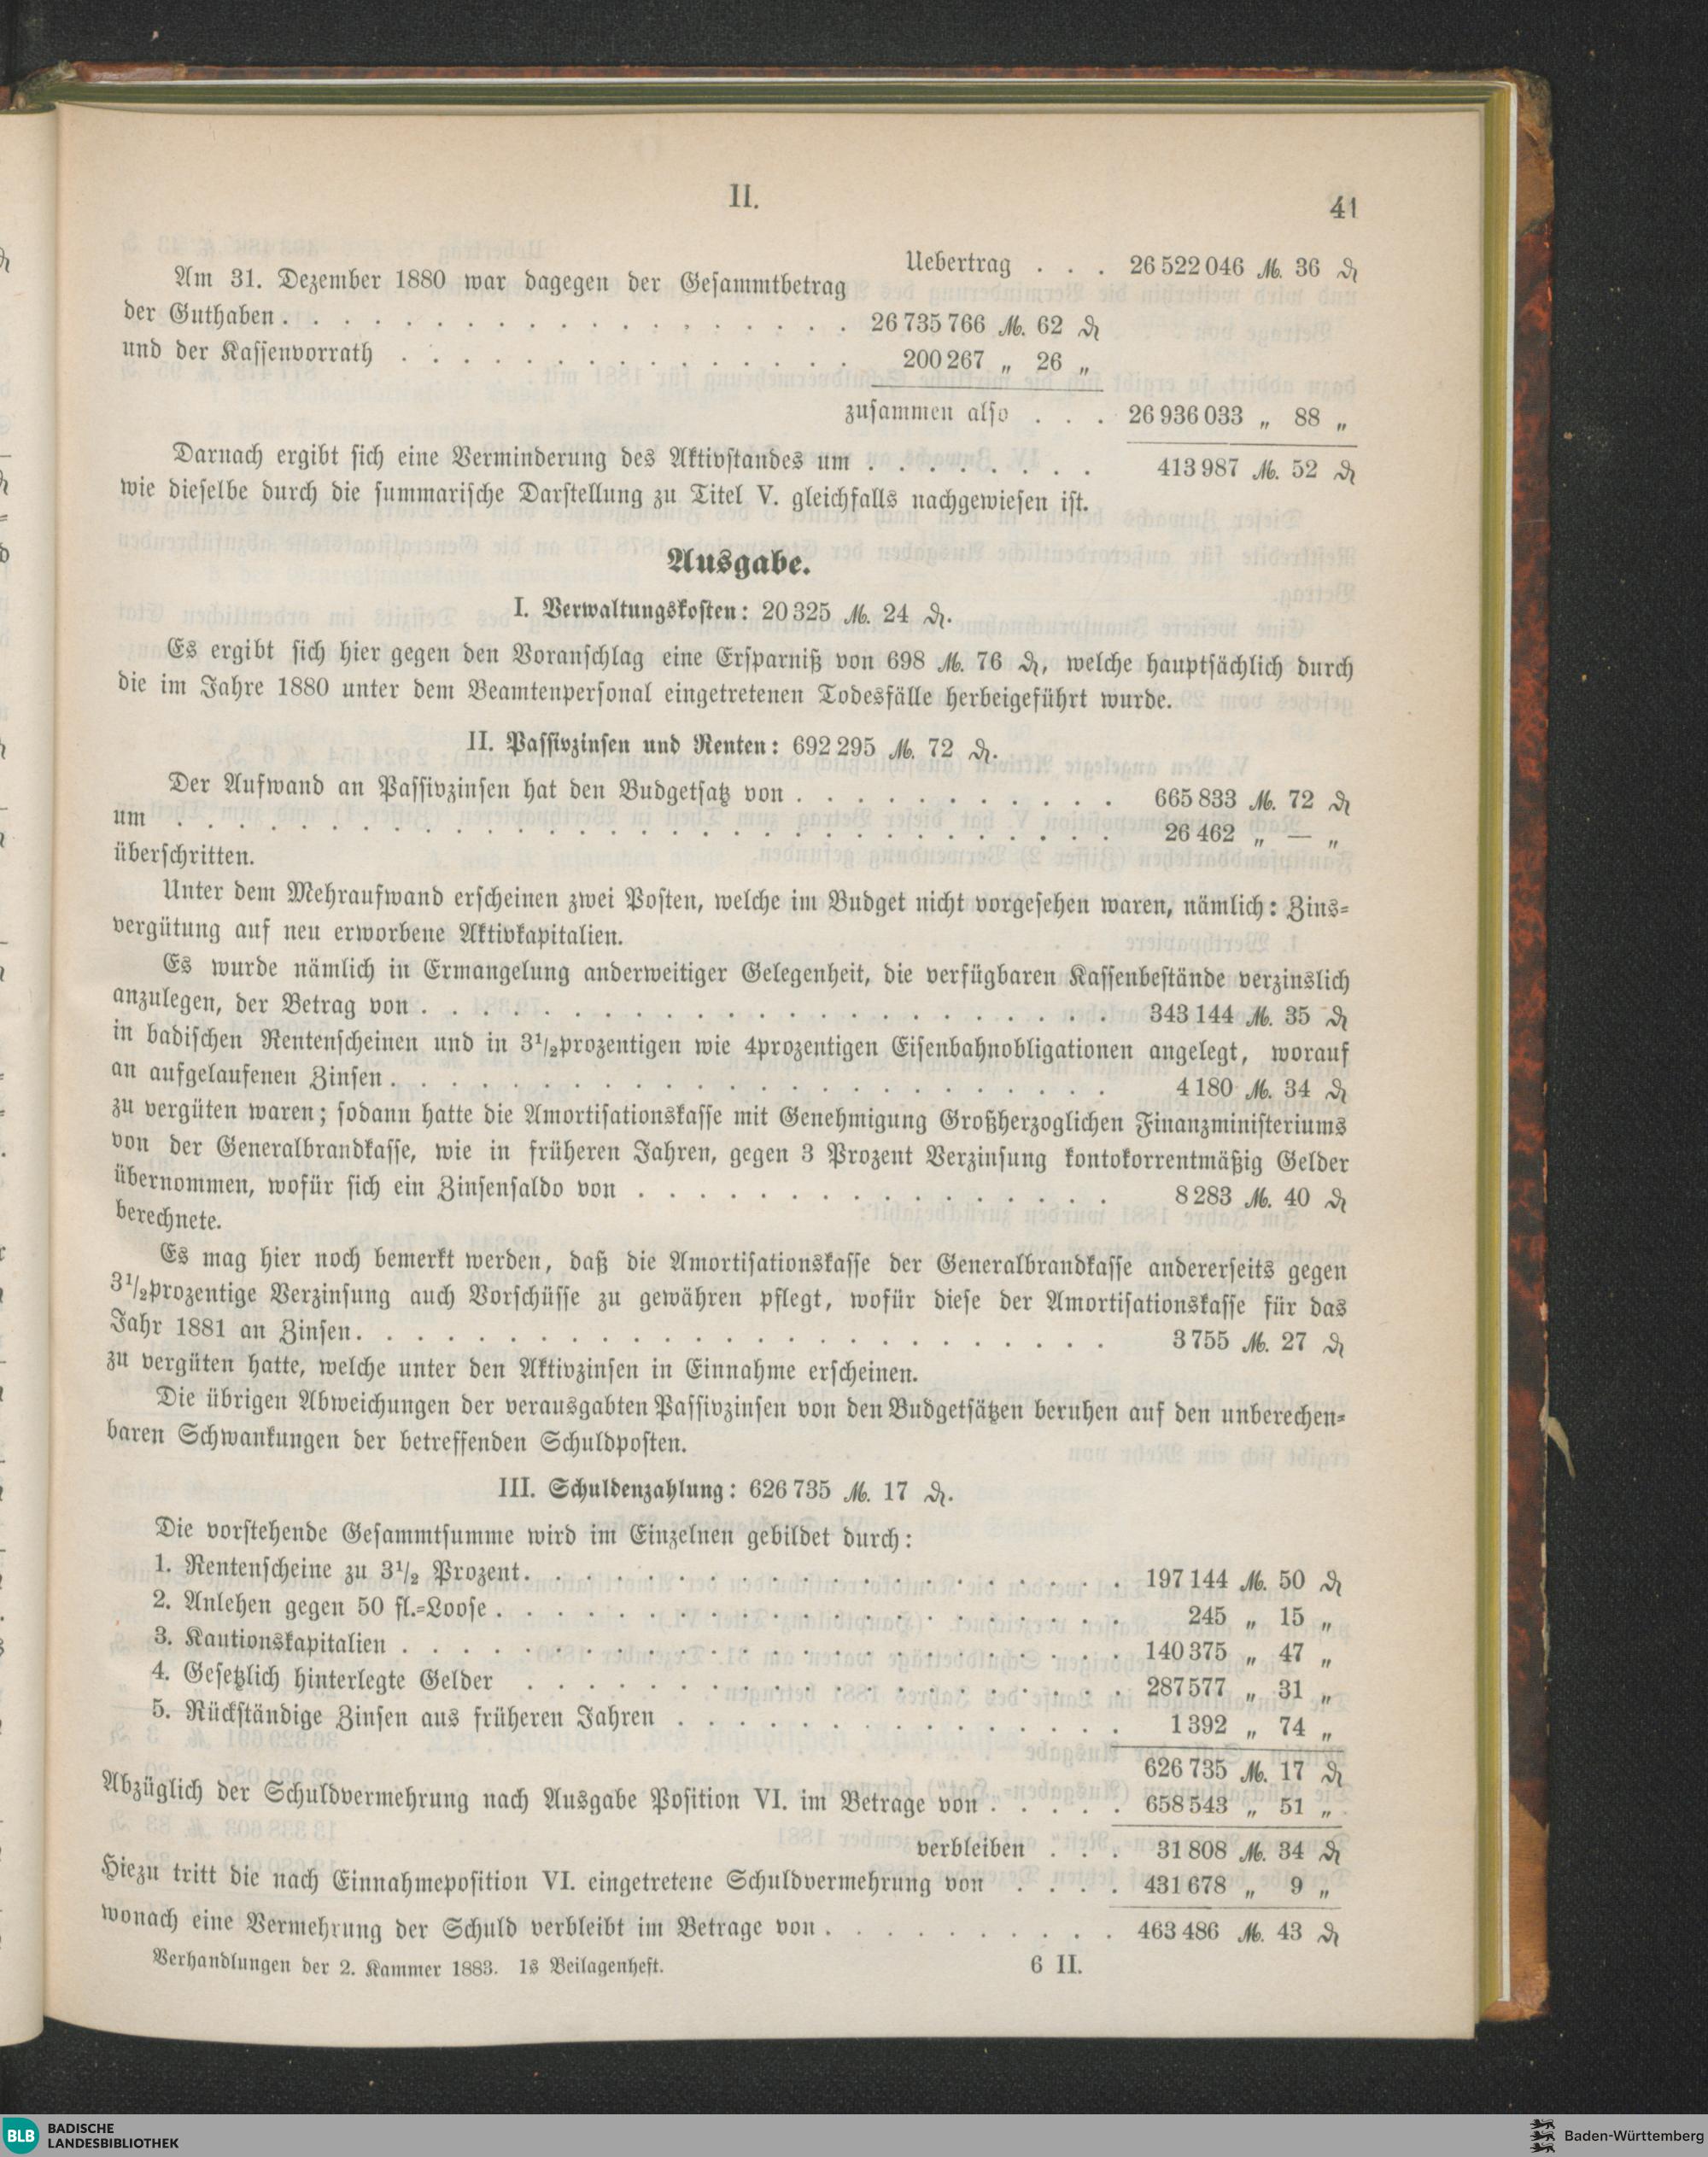 II.
41
Uebertrag . . . 26 522 046 ℳ. 36 ₰
Am 31. Dezember 1880 war dagegen der Gesammtbetrag
der Guthaben . . . . . . . . . . . . . . . . . . . 26 735 766 ℳ. 62 ₰
und der Kassenvorrath . . . . . . . . . . . . . . . 200 267 „ 26 „
zusammen also . . . 26 936 033 „ 88 „
Darnach ergibt sich eine Verminderung des Aktivstandes um . . . . . . . . 413 987 ℳ. 52 ₰
wie dieselbe durch die summarische Darstellung zu Titel V. gleichfalls nachgewiesen ist.
Ausgabe.
I. Verwaltungskosten: 20 325 ℳ. 24 ₰.
Es ergibt sich hier gegen den Voranschlag eine Ersparniß von 698 ℳ. 76 ₰, welche hauptsächlich durch
die im Jahre 1880 unter dem Beamtenpersonal eingetretenen Todesfälle herbeigeführt wurde.
II. Passivzinsen und Renten: 692 295 ℳ. 72 ₰.
Der Aufwand an Passivzinsen hat den Budgetsatz von . . . . . . . . . . . 665 833 ℳ. 72 ₰
um . . . . . . . . . . . . . . . . . . . . . . . . . . . . . . 26 462 „ — „
überschritten.
Unter dem Mehraufwand erscheinen zwei Posten, welche im Budget nicht vorgesehen waren, nämlich: Zins-
vergütung auf neu erworbene Aktivkapitalien.
Es wurde nämlich in Ermangelung anderweitiger Gelegenheit, die verfügbaren Kassenbestände verzinslich
anzulegen, der Betrag von . . . . . . . . . . . . . . . . . . . . . . . 343 144 ℳ. 35 ₰
in badischen Rentenscheinen und in 3½prozentigen wie 4prozentigen Eisenbahnobligationen angelegt, worauf
an aufgelaufenen Zinsen . . . . . . . . . . . . . . . . . . . . . . . . 4 180 ℳ. 34 ₰
zu vergüten waren; sodann hatte die Amortisationskasse mit Genehmigung Großherzoglichen Finanzministeriums
von der Generalbrandkasse, wie in früheren Jahren, gegen 3 Prozent Verzinsung kontokorrentmäßig Gelder
übernommen, wofür sich ein Zinsensaldo von . . . . . . . . . . . . . . . . 8 283 ℳ. 40 ₰
berechnete.
Es mag hier noch bemerkt werden, daß die Amortisationskasse der Generalbrandkasse andererseits gegen
3½prozentige Verzinsung auch Vorschüsse zu gewähren pflegt, wofür diese der Amortisationskasse für das
Jahr 1881 an Zinsen . . . . . . . . . . . . . . . . . . . . . . . . . 3 755 ℳ. 27 ₰
zu vergüten hatte, welche unter den Aktivzinsen in Einnahme erscheinen.
Die übrigen Abweichungen der verausgabten Passivzinsen von den Budgetsätzen beruhen auf den unberechen-
baren Schwankungen der betreffenden Schuldposten.
III. Schuldenzahlung: 626 735 ℳ. 17 ₰.
Die vorstehende Gesammtsumme wird im Einzelnen gebildet durch:
1. Rentenscheine zu 3½ Prozent . . . . . . . . . . . . . . . . . . . . 197 144 ℳ. 50 ₰
2. Anlehen gegen 50 fl.-Loose . . . . . . . . . . . . . . . . . . . . . 245 „ 15 „
3. Kautionskapitalien . . . . . . . . . . . . . . . . . . . . . . . . 140 375 „ 47 „
4. Gesetzlich hinterlegte Gelder . . . . . . . . . . . . . . . . . . . . 287 577 „ 31 „
5. Rückständige Zinsen aus früheren Jahren . . . . . . . . . . . . . . . 1 392 „ 74 „
626 735 ℳ. 17 ₰
Abzüglich der Schuldvermehrung nach Ausgabe Position VI. im Betrage von . . . . . 658 543 „ 51 „
verbleiben . . . 31 808 ℳ. 34 ₰
Hiezu tritt die nach Einnahmeposition VI. eingetretene Schuldvermehrung von . . . . 431 678 „ 9 „
wonach eine Vermehrung der Schuld verbleibt im Betrage von . . . . . . . . . . 463 486 ℳ. 43 ₰
Verhandlungen der 2. Kammer 1883. 1s Beilagenheft. 6 II.
BLB BADISCHE
LANDESBIBLIOTHEK
Baden-Württemberg